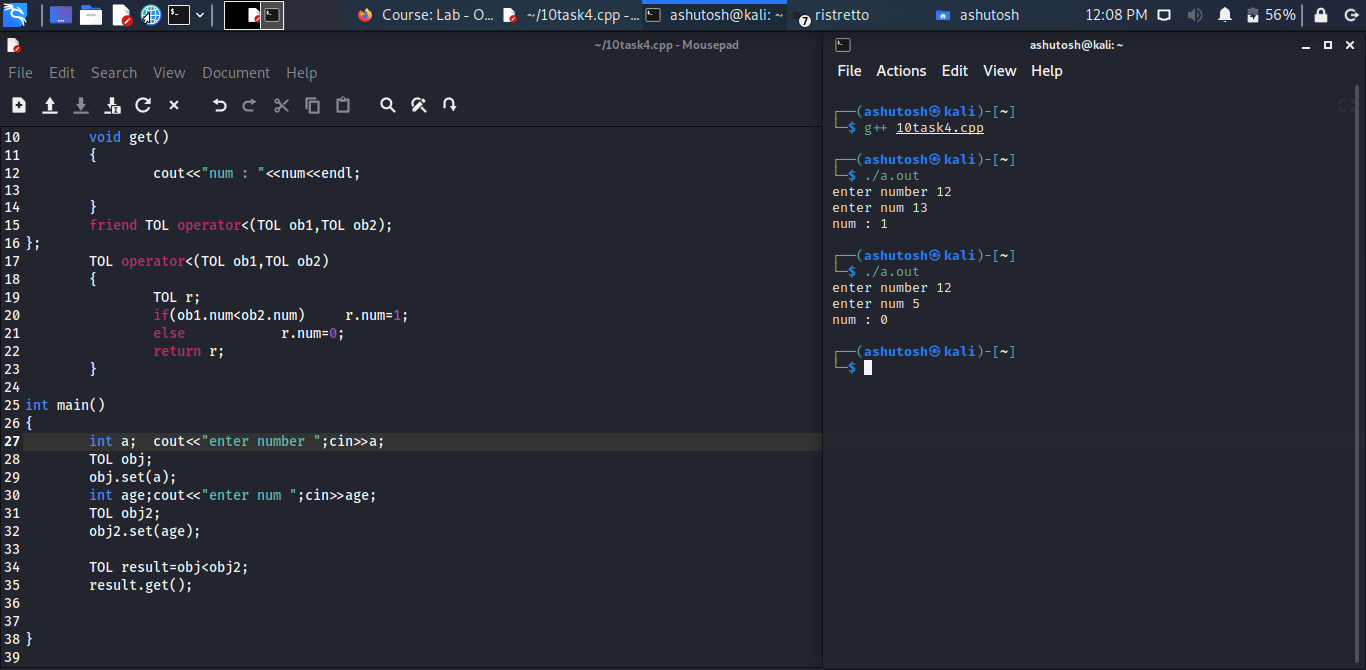 Course: Lab - O...
~/10task4.cpp -...
ashutosh@kali: ~
7
ristretto
ashutosh
12:08 PM
56%
~/10task4.cpp - Mousepad
File Edit Search View Document Help
10 void get()
11 {
12 cout<<"num : "<<num<<endl;
13
14 }
15 friend TOL operator<(TOL ob1,TOL ob2);
16 };
17 TOL operator<(TOL ob1,TOL ob2)
18 {
19 TOL r;
20 if(ob1.num<ob2.num) r.num=1;
21 else r.num=0;
22 return r;
23 }
24
25 int main()
26 {
27 int a; cout<<"enter number ";cin>>a;
28 TOL obj;
29 obj.set(a);
30 int age;cout<<"enter num ";cin>>age;
31 TOL obj2;
32 obj2.set(age);
33
34 TOL result=obj<obj2;
35 result.get();
36
37
38 }
39
ashutosh@kali: ~
File Actions Edit View Help
┌──(ashutosh㉿kali)-[~]
└─$ g++ 10task4.cpp
┌──(ashutosh㉿kali)-[~]
└─$ ./a.out
enter number 12
enter num 13
num : 1
┌──(ashutosh㉿kali)-[~]
└─$ ./a.out
enter number 12
enter num 5
num : 0
┌──(ashutosh㉿kali)-[~]
└─$